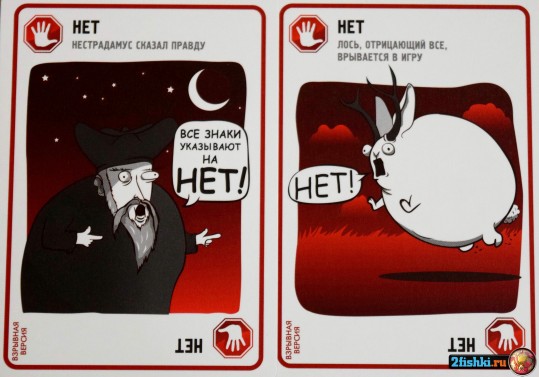 НЕТ
НЕСТРАДАМУС СКАЗАЛ ПРАВДУ
ВСЕ ЗНАКИ
УКАЗЫВАЮТ
НА
НЕТ!
ВЗРЫВНАЯ
ВЕРСИЯ
НЕТ
НЕТ
ЛОСЬ, ОТРИЦАЮЩИЙ ВСЕ,
ВРЫВАЕТСЯ В ИГРУ
НЕТ!
ВЗРЫВНАЯ
ВЕРСИЯ
НЕТ
2fishki.ru